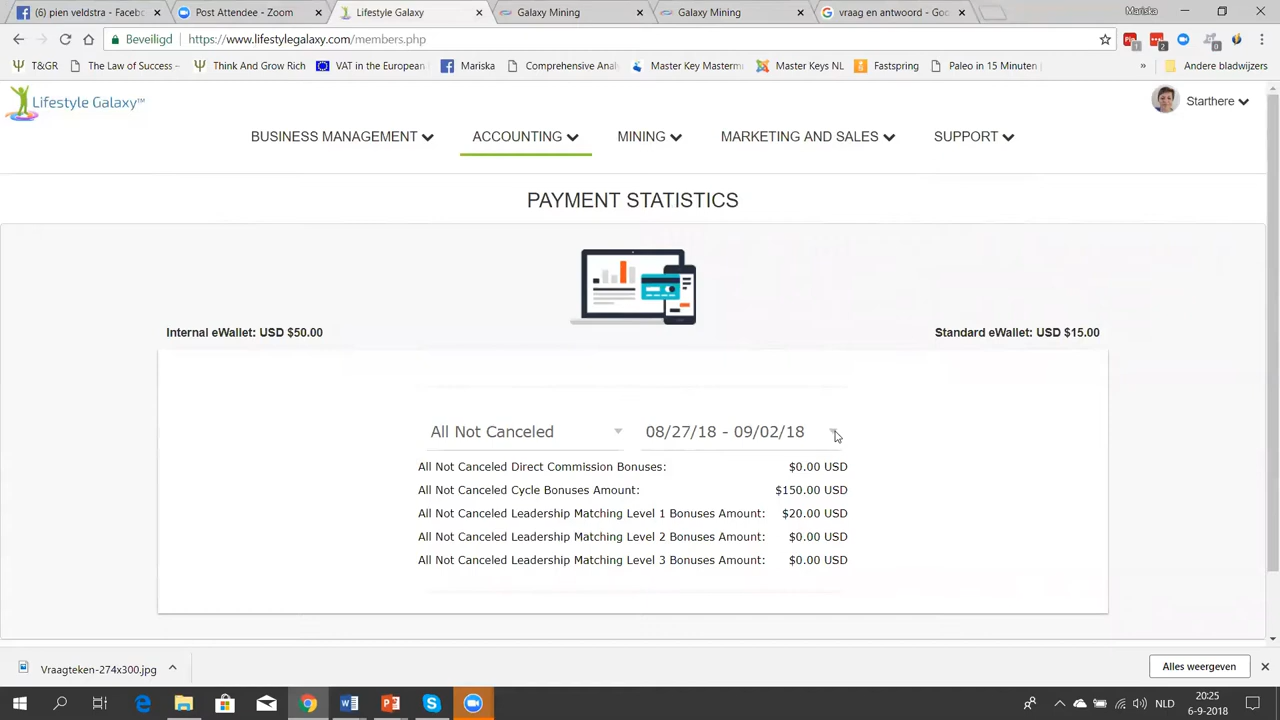 (6) pien veldstra - Faceb
Post Attendee - Zoom
Lifestyle Galaxy
Galaxy Mining
Galaxy Mining
vraag en antwoord - Goo
Mariska
Beveiligd
https://www.lifestylegalaxy.com/members.php
1
2
0
T&GR
The Law of Success -
Think And Grow Rich
VAT in the European
Mariska
Comprehensive Anal
Master Key Masterm
Master Keys NL
Fastspring
Paleo in 15 Minuten
»
Andere bladwijzers
Lifestyle Galaxy™
Starthere
BUSINESS MANAGEMENT
ACCOUNTING
MINING
MARKETING AND SALES
SUPPORT
PAYMENT STATISTICS
Internal eWallet: USD $50.00
Standard eWallet: USD $15.00
All Not Canceled
08/27/18 - 09/02/18
All Not Canceled Direct Commission Bonuses: $0.00 USD
All Not Canceled Cycle Bonuses Amount: $150.00 USD
All Not Canceled Leadership Matching Level 1 Bonuses Amount: $20.00 USD
All Not Canceled Leadership Matching Level 2 Bonuses Amount: $0.00 USD
All Not Canceled Leadership Matching Level 3 Bonuses Amount: $0.00 USD
Vraagteken-274x300.jpg
Alles weergeven
NLD
20:25
6-9-2018